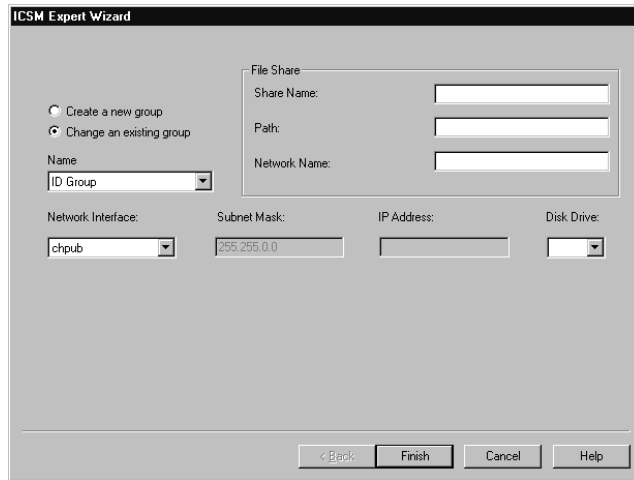 ICSM Expert Wizard
File Share
Share Name:
Create a new group
Change an existing group
Path:
Name
Network Name:
ID Group
Network Interface:
Subnet Mask:
IP Address:
Disk Drive:
chpub
255.255.0.0
< Back
Finish
Cancel
Help